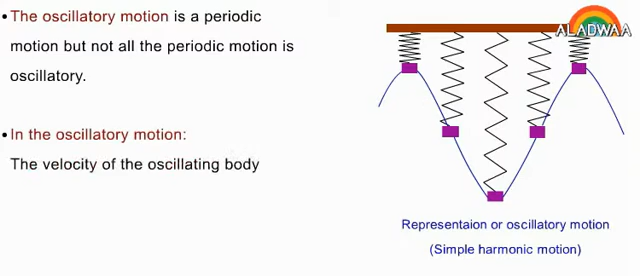 •The oscillatory motion is a periodic
motion but not all the periodic motion is
oscillatory.
•In the oscillatory motion:
The velocity of the oscillating body
ALADWAA
Representaion or oscillatory motion
(Simple harmonic motion)